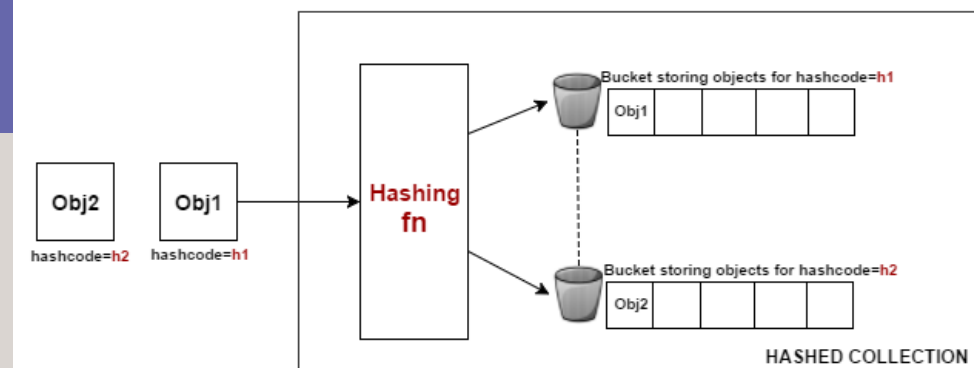 Bucket storing objects for hashcode=h1
Obj1
Obj2
Obj1
hashcode=h2
hashcode=h1
Hashing
fn
Bucket storing objects for hashcode=h2
Obj2
HASHED COLLECTION